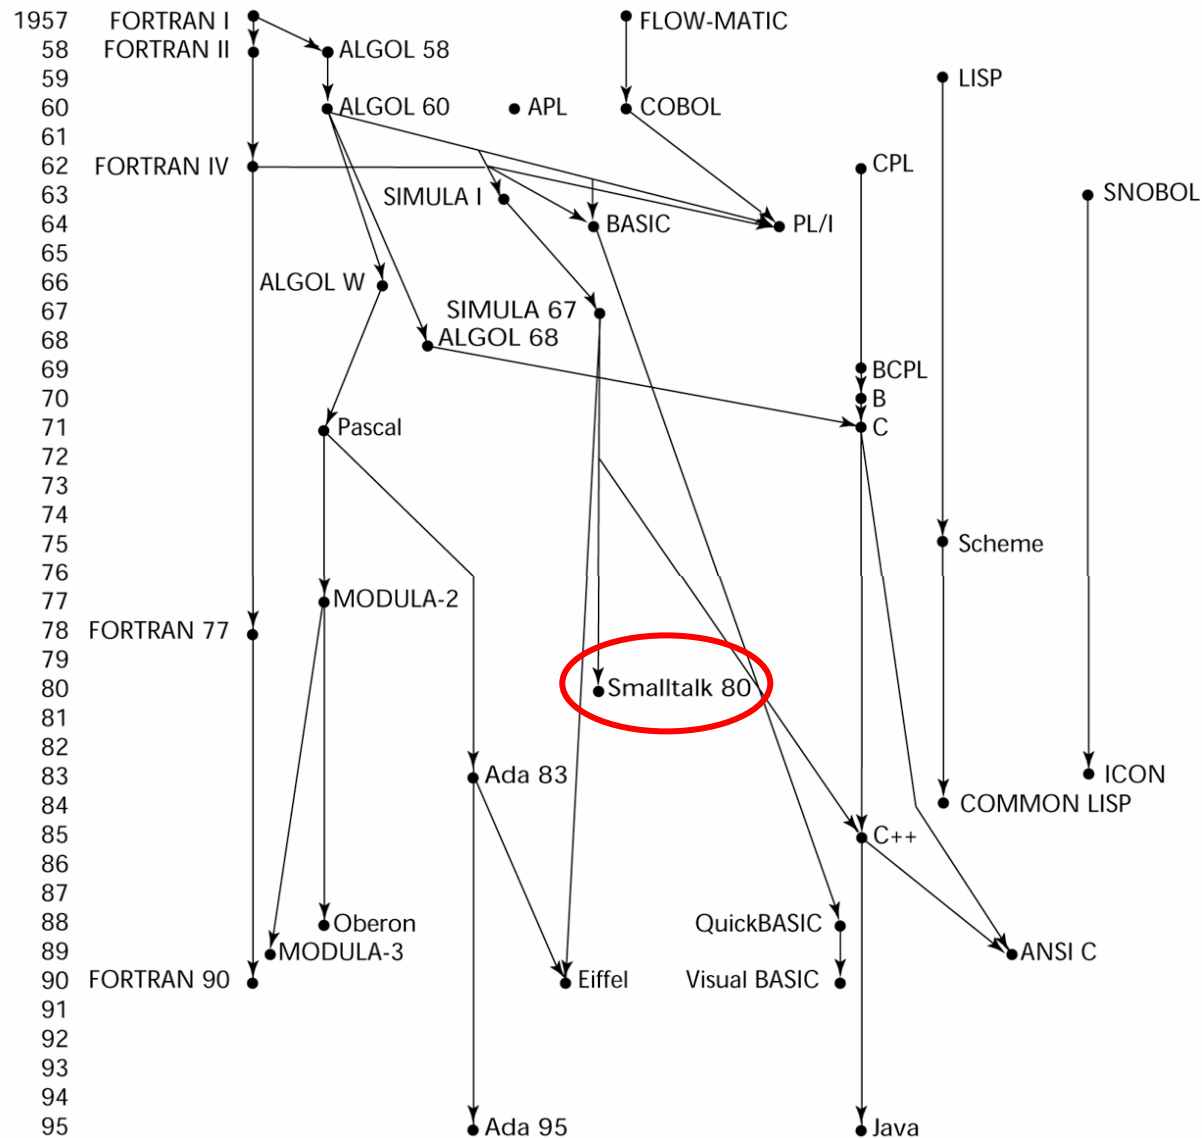 1957 FORTRAN I FLOW-MATIC
58 FORTRAN II ALGOL 58
59 LISP
60 ALGOL 60 APL COBOL
61
62 FORTRAN IV CPL
63 SIMULA I SNOBOL
64 BASIC PL/I
65
66 ALGOL W
67 SIMULA 67
68 ALGOL 68
69 BCPL
70 B
71 Pascal C
72
73
74
75 Scheme
76
77 MODULA-2
78 FORTRAN 77
79
80 Smalltalk 80
81
82
83 Ada 83 ICON
84 COMMON LISP
85 C++
86
87
88 Oberon QuickBASIC
89 MODULA-3 ANSI C
90 FORTRAN 90 Eiffel Visual BASIC
91
92
93
94
95 Ada 95 Java